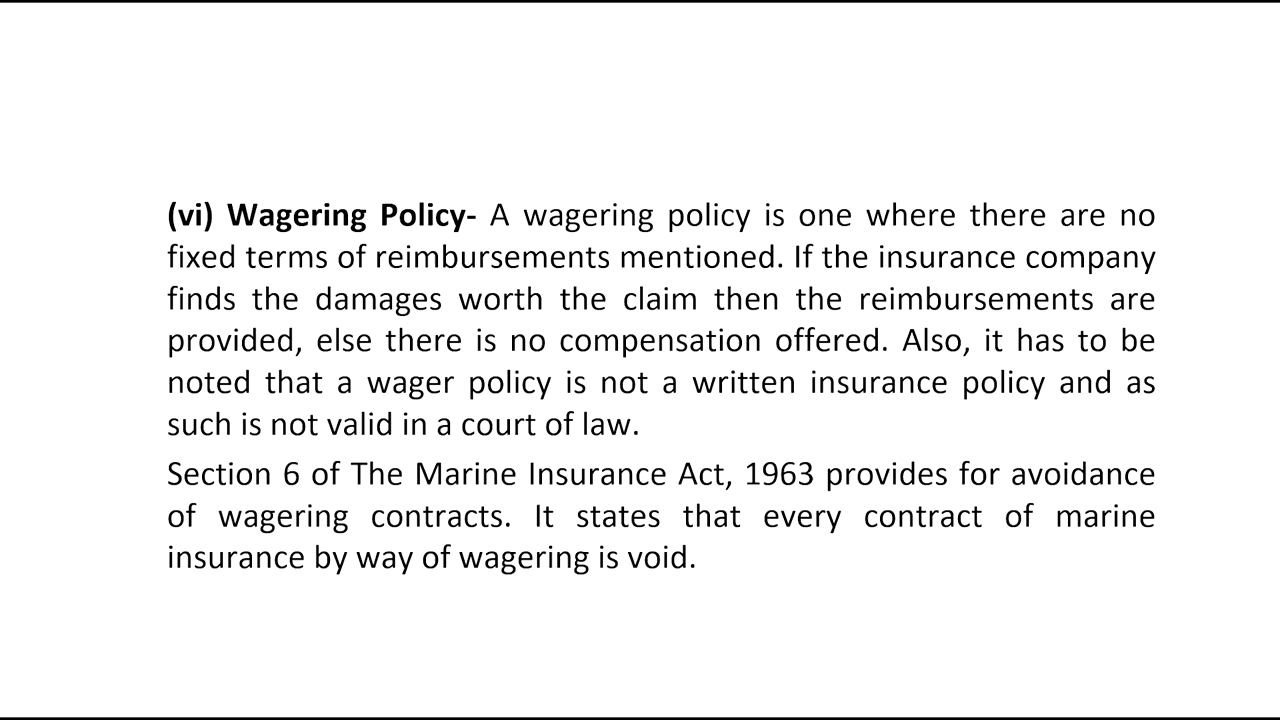 (vi) Wagering Policy- A wagering policy is one where there are no
fixed terms of reimbursements mentioned. If the insurance company
finds the damages worth the claim then the reimbursements are
provided, else there is no compensation offered. Also, it has to be
noted that a wager policy is not a written insurance policy and as
such is not valid in a court of law.
Section 6 of The Marine Insurance Act, 1963 provides for avoidance
of wagering contracts. It states that every contract of marine
insurance by way of wagering is void.